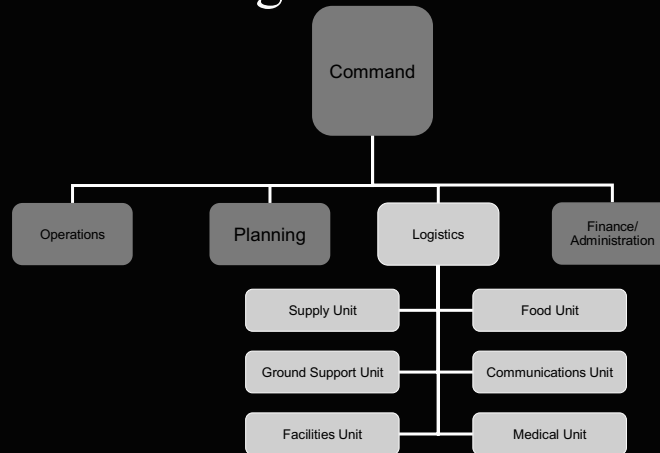 Command
Operations
Planning
Logistics
Finance/
Administration
Supply Unit
Food Unit
Ground Support Unit
Communications Unit
Facilities Unit
Medical Unit